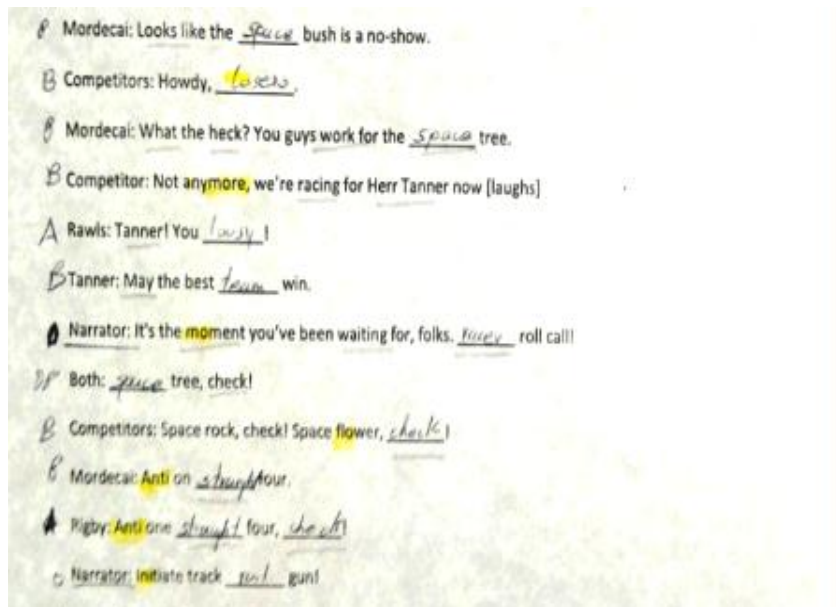 B Mordecai: Looks like the space bush is a no-show.
B Competitors: Howdy, losers.
B Mordecai: What the heck? You guys work for the space tree.
B Competitor: Not anymore, we're racing for Herr Tanner now [laughs]
A Rawls: Tanner! You lousy!
B Tanner: May the best team win.
Narrator: It's the moment you've been waiting for, folks. roll call!
Both: space tree, check!
B Competitors: Space rock, check! Space flower, check!
B Mordecai: Anti on straight four.
A Rigby: Anti one straight four, check!
Narrator: Initiate track gun!